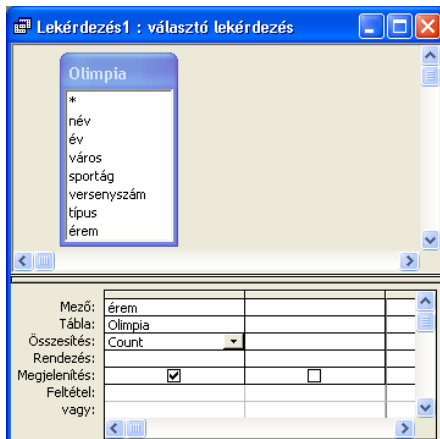 Lekérdezés1 : választó lekérdezés
Olimpia
*
név
év
város
sportág
versenyszám
típus
érem
Mező: érem
Tábla: Olimpia
Összesítés: Count
Rendezés:
Megjelenítés:
Feltétel:
vagy: